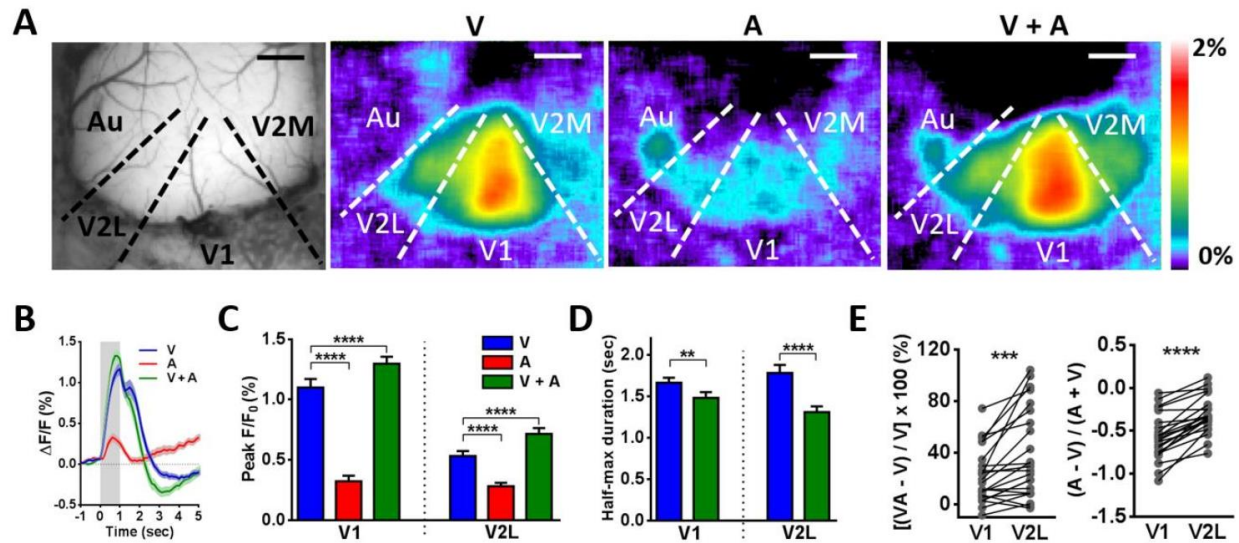 A
V
A
V + A
Au
V2M
V2L
V1
Au
V2M
V2L
V1
Au
V2M
V2L
V1
Au
V2M
V2L
V1
2%
0%
B
ΔF/F (%)
1.5
1.0
0.5
0.0
-0.5
V
A
V + A
-1 0 1 2 3 4 5
Time (sec)
C
Peak F/F0 (%)
1.5
1.0
0.5
0.0
****
****
****
****
V
A
V + A
V1 V2L
D
Half-max duration (sec)
2.0
1.5
1.0
0.5
0.0
**
****
V1 V2L
E
[(VA - V) / V] x 100 (%)
120
80
40
0
***
V1 V2L
(A - V) / (A + V)
0.5
0.0
-0.5
-1.0
-1.5
****
V1 V2L